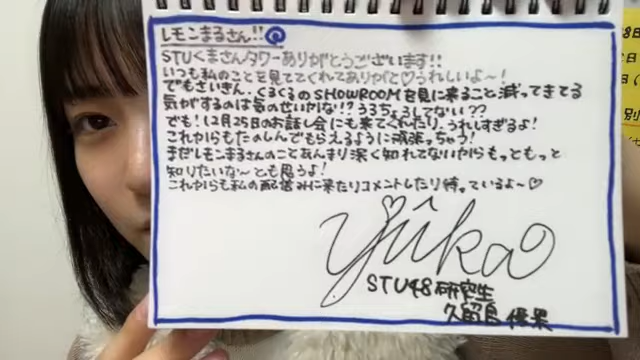 レモンまるさん!!
STUくまさんタワーありがとうございます!!
いつも私のことを見ててくれてありがと♡うれしいよ〜!
でもさいきん、くるくるのSHOWROOMを見に来ること減ってきてる
気がするのは気のせいかな!?うろちょろしてない??
でも!12月25日のお話し会にも来てくれたり、うれしすぎるよ!
これからもたのしんでもらえるように頑張っちゃう!
まだレモンまるさんのことあんまり深く知れてないからもっともっと
知りたいな〜とも思うよ!
これからも私の配信みに来たりコメントしたり待っているよ〜♡
Yûka
STU48研究生
久留島優果
8日
日
別